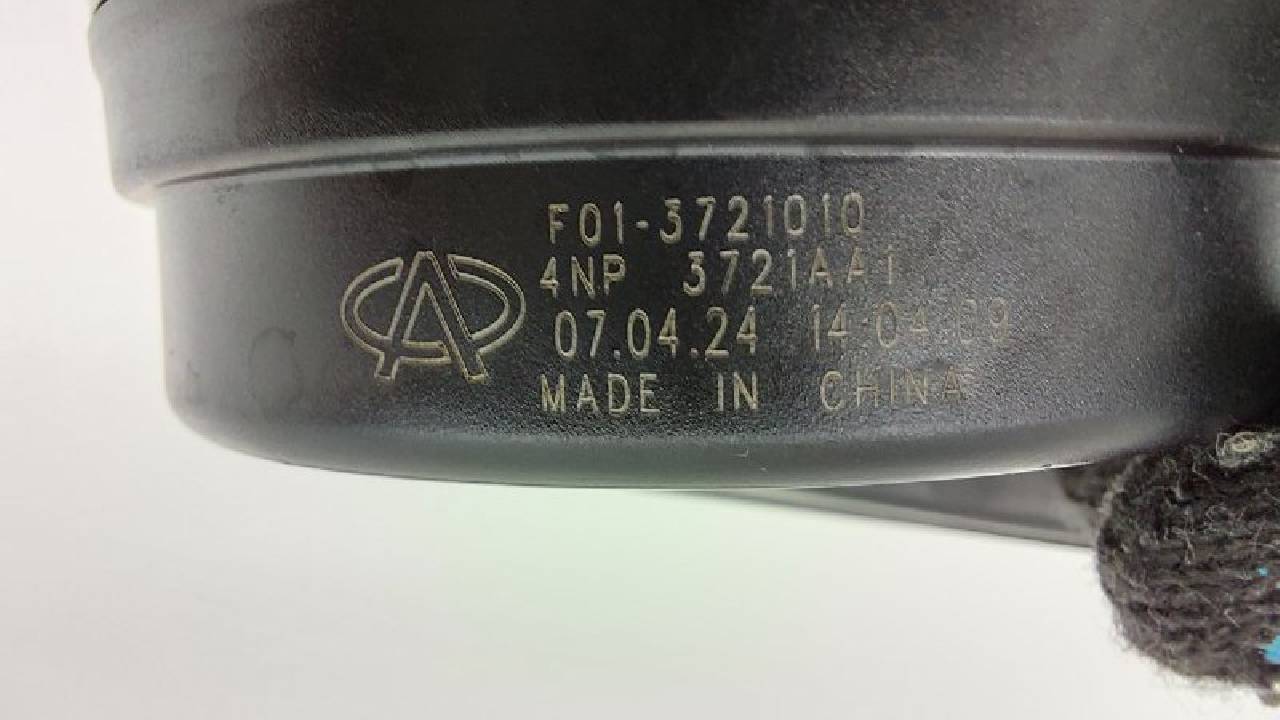 F01-3721010
4NP 3721AA1
07.04.24 14:04:09
MADE IN CHINA